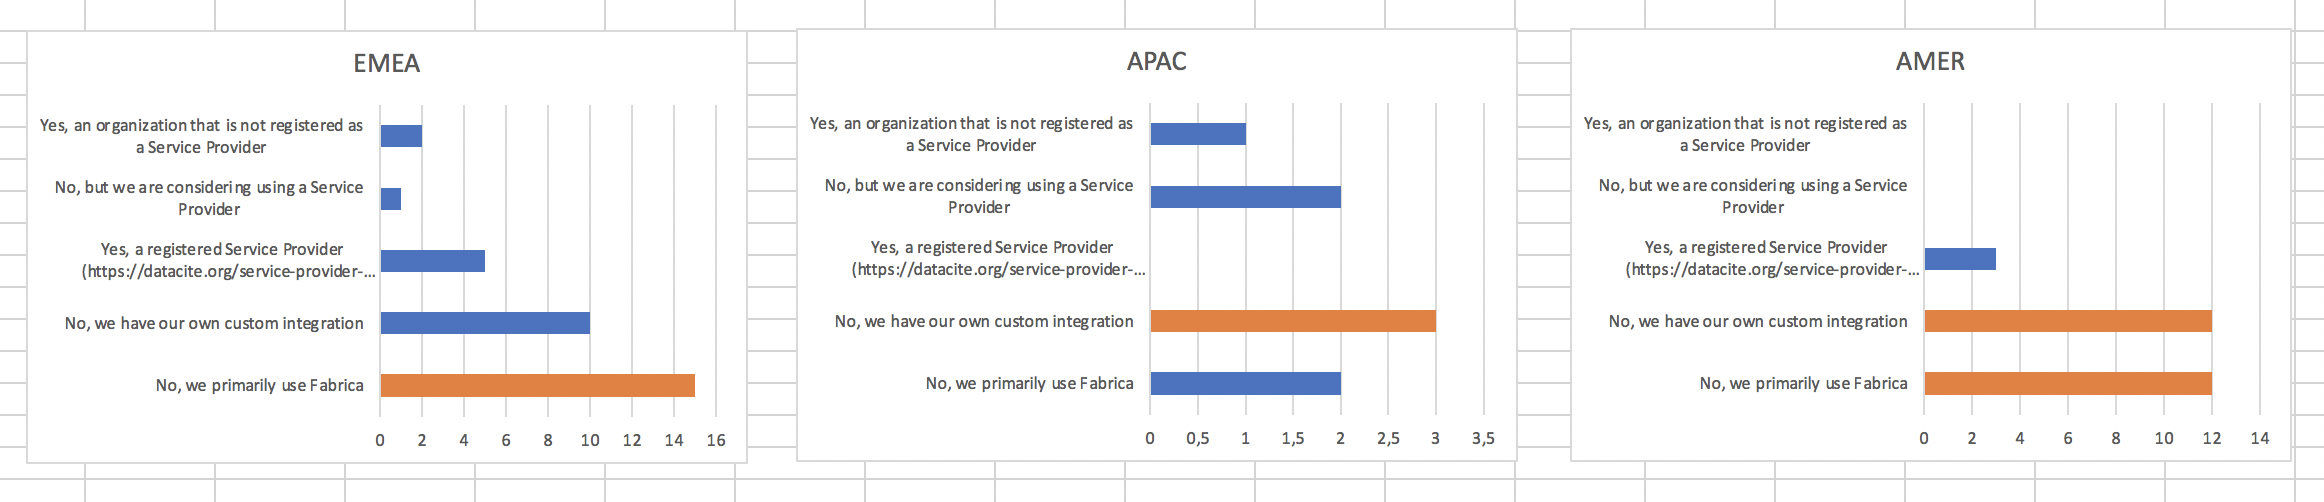 EMEA
Yes, an organization that is not registered as
a Service Provider
No, but we are considering using a Service
Provider
Yes, a registered Service Provider
(https://datacite.org/service-provider-...
No, we have our own custom integration
No, we primarily use Fabrica
0 2 4 6 8 10 12 14 16
APAC
Yes, an organization that is not registered as
a Service Provider
No, but we are considering using a Service
Provider
Yes, a registered Service Provider
(https://datacite.org/service-provider-...
No, we have our own custom integration
No, we primarily use Fabrica
0 0,5 1 1,5 2 2,5 3 3,5
AMER
Yes, an organization that is not registered as
a Service Provider
No, but we are considering using a Service
Provider
Yes, a registered Service Provider
(https://datacite.org/service-provider-...
No, we have our own custom integration
No, we primarily use Fabrica
0 2 4 6 8 10 12 14